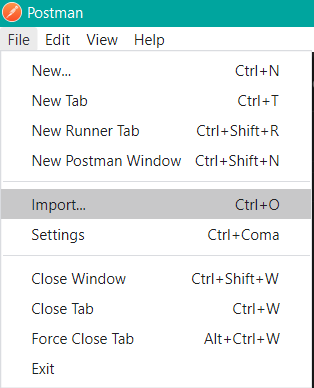 Postman
File Edit View Help
New... Ctrl+N
New Tab Ctrl+T
New Runner Tab Ctrl+Shift+R
New Postman Window Ctrl+Shift+N
Import... Ctrl+O
Settings Ctrl+Coma
Close Window Ctrl+Shift+W
Close Tab Ctrl+W
Force Close Tab Alt+Ctrl+W
Exit